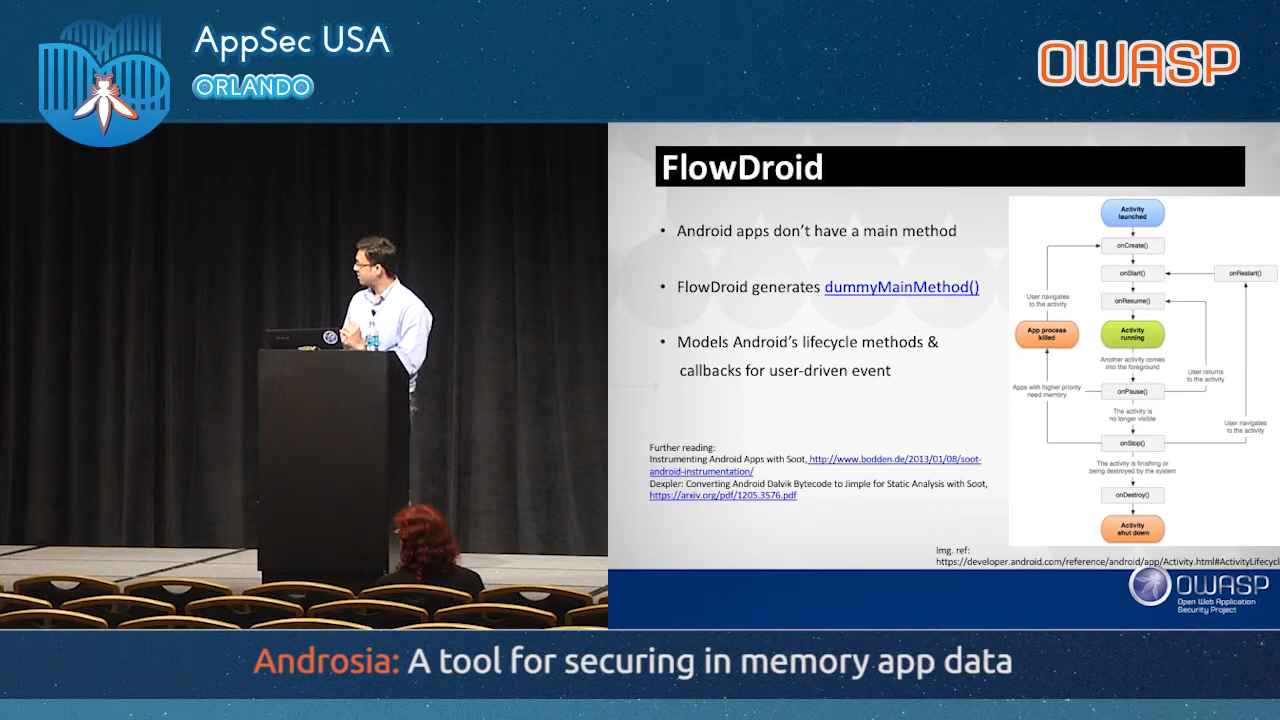 AppSec USA
ORLANDO
OWASP
FlowDroid
• Android apps don't have a main method
• FlowDroid generates dummyMainMethod()
• Models Android's lifecycle methods &
callbacks for user-driven event
Further reading:
Instrumenting Android Apps with Soot, http://www.bodden.de/2013/01/08/soot-
android-instrumentation/
Dexpler: Converting Android Dalvik Bytecode to Jimple for Static Analysis with Soot,
https://arxiv.org/pdf/1205.3576.pdf
Activity
launched
onCreate()
onStart()
onRestart()
User navigates
to the activity
onResume()
App process
killed
Activity
running
Another activity comes
into the foreground
User returns
to the activity
Apps with higher priority
need memory
onPause()
The activity is
no longer visible
User navigates
to the activity
onStop()
The activity is finishing or
being destroyed by the system
onDestroy()
Activity
shut down
Img. ref:
https://developer.android.com/reference/android/app/Activity.html#ActivityLifecycl
OWASP
Open Web Application
Security Project
Androsia: A tool for securing in memory app data